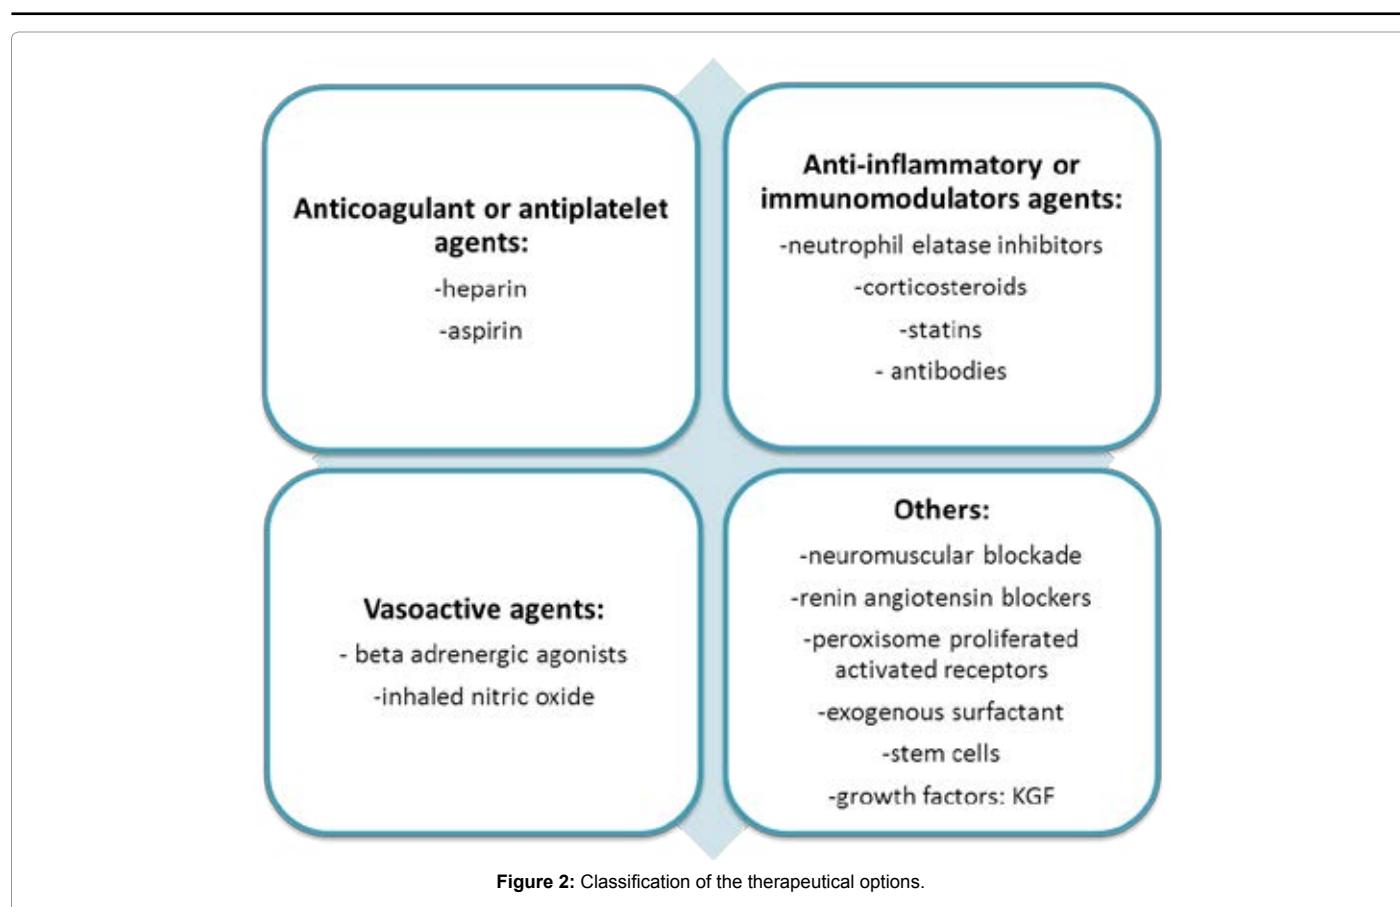 Anticoagulant or antiplatelet
agents:
-heparin
-aspirin
Anti-inflammatory or
immunomodulators agents:
-neutrophil elatase inhibitors
-corticosteroids
-statins
- antibodies
Vasoactive agents:
- beta adrenergic agonists
-inhaled nitric oxide
Others:
-neuromuscular blockade
-renin angiotensin blockers
-peroxisome proliferated
activated receptors
-exogenous surfactant
-stem cells
-growth factors: KGF
Figure 2: Classification of the therapeutical options.